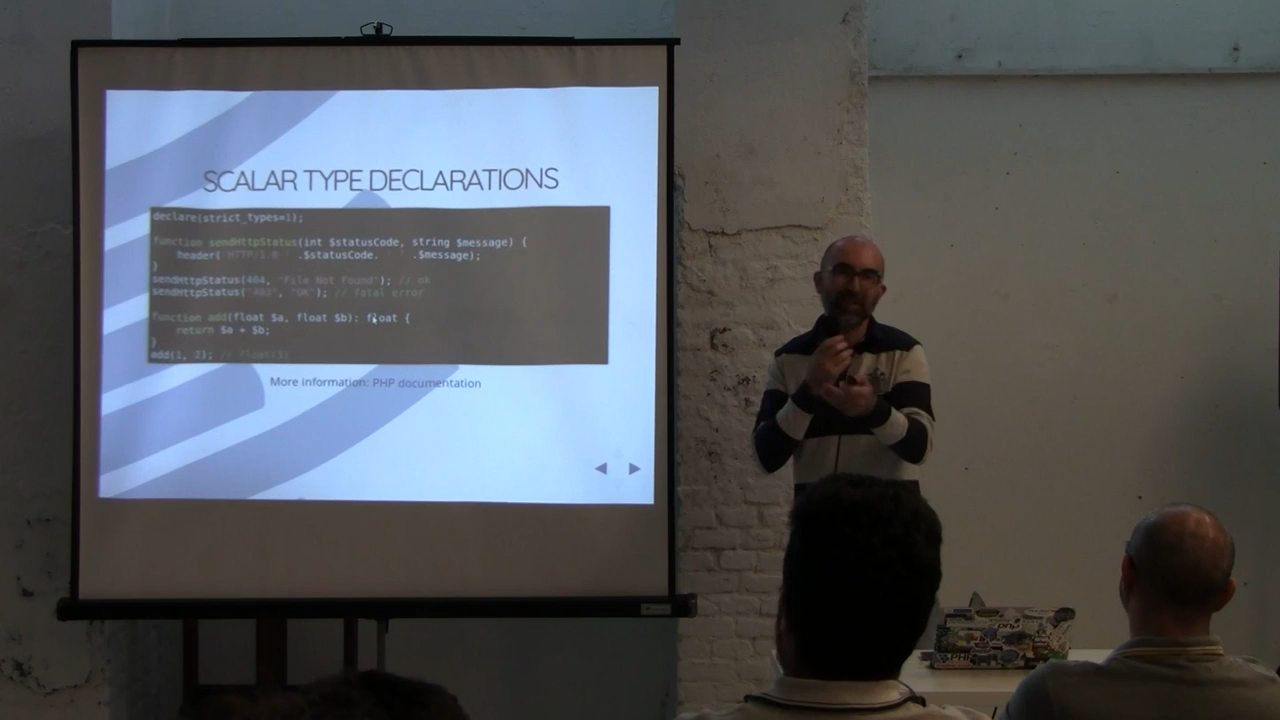 SCALAR TYPE DECLARATIONS
declare(strict_types=1);
function sendHttpStatus(int $statusCode, string $message) {
header('HTTP/1.0 ' .$statusCode. ' ' .$message);
}
sendHttpStatus(404, "File Not Found"); // ok
sendHttpStatus("403", "OK"); // fatal error
function add(float $a, float $b): float {
return $a + $b;
}
add(1, 2); // float(3)
More information: PHP documentation
php
PHP